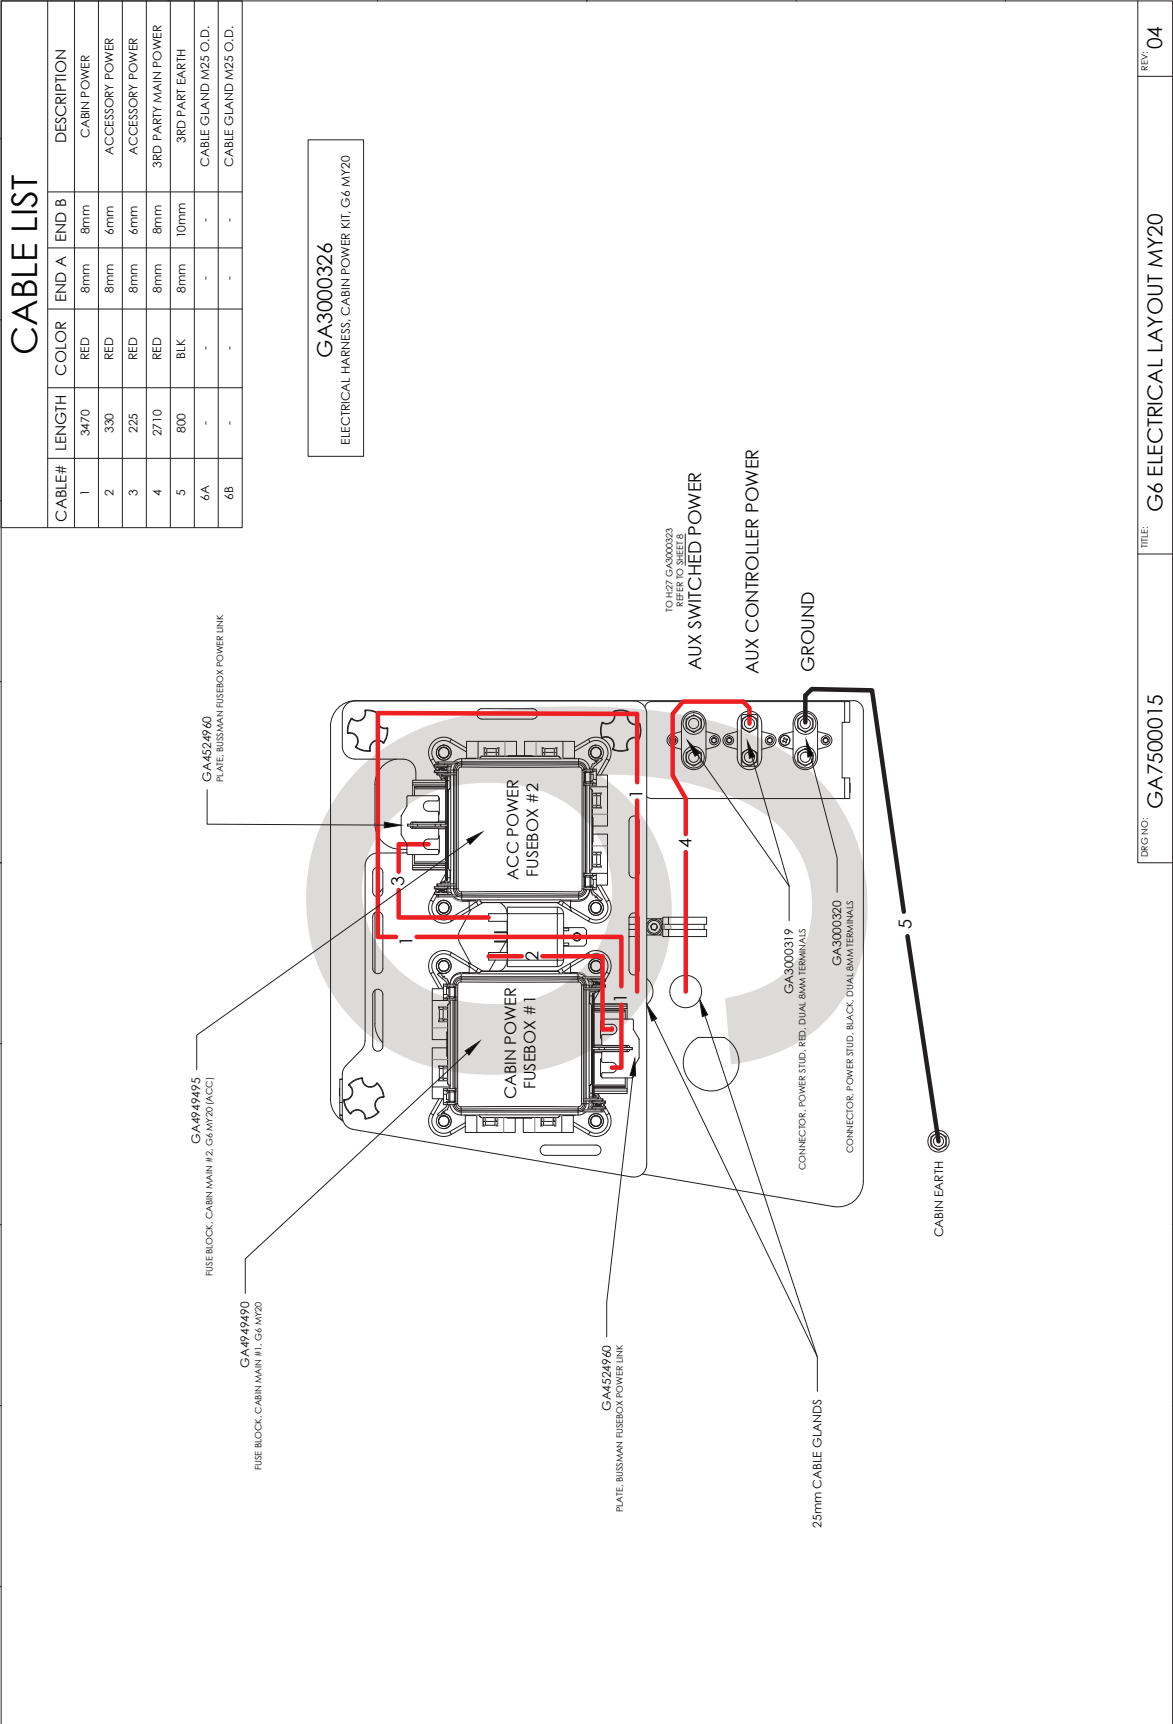 CABLE LIST
CABLE# LENGTH COLOR END A END B DESCRIPTION
1 3470 RED 8mm 8mm CABIN POWER
2 330 RED 8mm 6mm ACCESSORY POWER
3 225 RED 8mm 6mm ACCESSORY POWER
4 2710 RED 8mm 8mm 3RD PARTY MAIN POWER
5 800 BLK 8mm 10mm 3RD PART EARTH
6A - - - - CABLE GLAND M25 O.D.
6B - - - - CABLE GLAND M25 O.D.
GA3000326
ELECTRICAL HARNESS, CABIN POWER KIT, G6 MY20
GA4524960
PLATE, BUSSMAN FUSEBOX POWER LINK
GA4949495
FUSE BLOCK, CABIN MAIN #2, G6 MY20 (ACC)
GA4949490
FUSE BLOCK, CABIN MAIN #1, G6 MY20
ACC POWER
FUSEBOX #2
CABIN POWER
FUSEBOX #1
3
1
2
1
1
4
5
GA4524960
PLATE, BUSSMAN FUSEBOX POWER LINK
TO H27 GA3000323
REFER TO SHEET 8
AUX SWITCHED POWER
AUX CONTROLLER POWER
GROUND
GA3000319
CONNECTOR, POWER STUD, RED, DUAL 8MM TERMINALS
GA3000320
CONNECTOR, POWER STUD, BLACK, DUAL 8MM TERMINALS
25mm CABLE GLANDS
CABIN EARTH
DRG NO: GA7500015
TITLE: G6 ELECTRICAL LAYOUT MY20
REV: 04